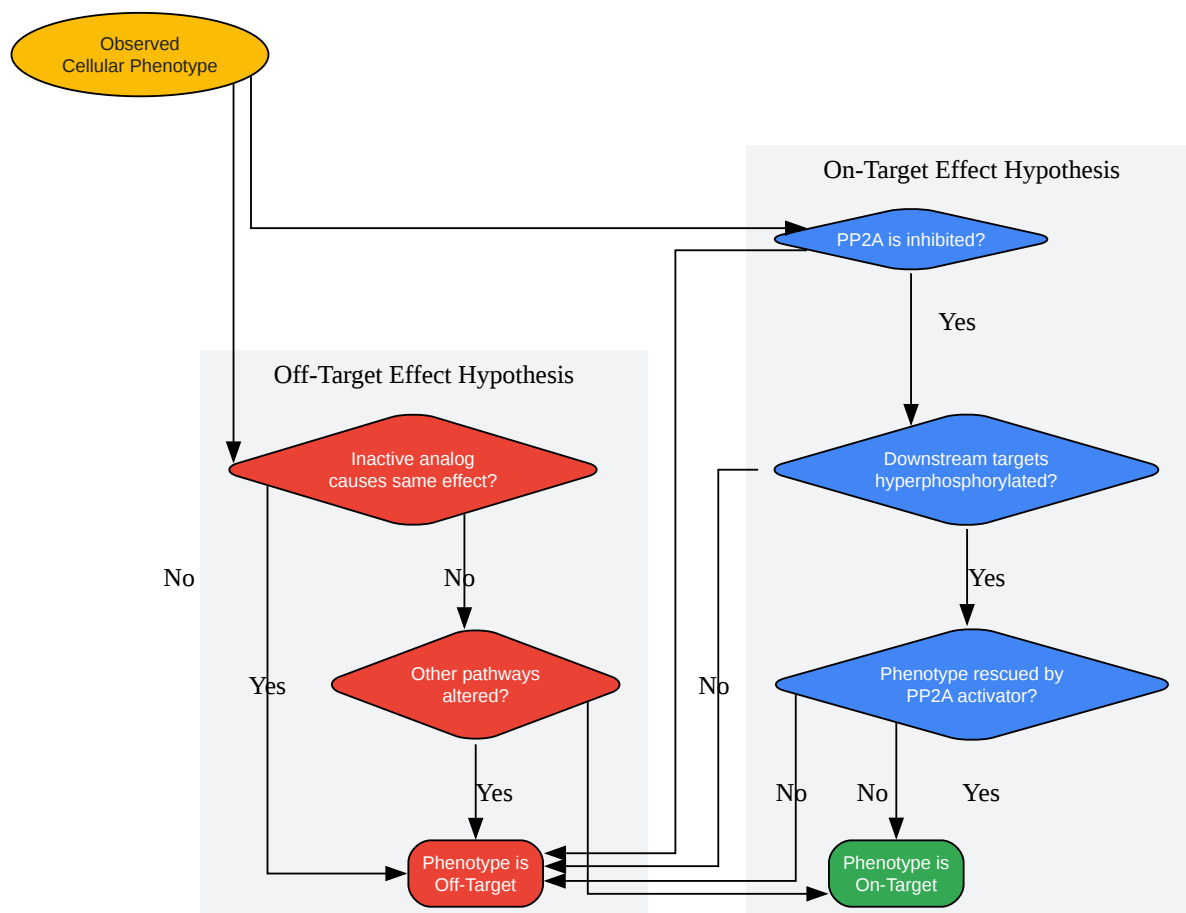 Observed
Cellular Phenotype
On-Target Effect Hypothesis
PP2A is inhibited?
Yes
Off-Target Effect Hypothesis
Inactive analog
causes same effect?
Downstream targets
hyperphosphorylated?
No
No
Yes
Yes
Other pathways
altered?
No
Phenotype rescued by
PP2A activator?
Yes
No
No
Yes
Phenotype is
Off-Target
Phenotype is
On-Target